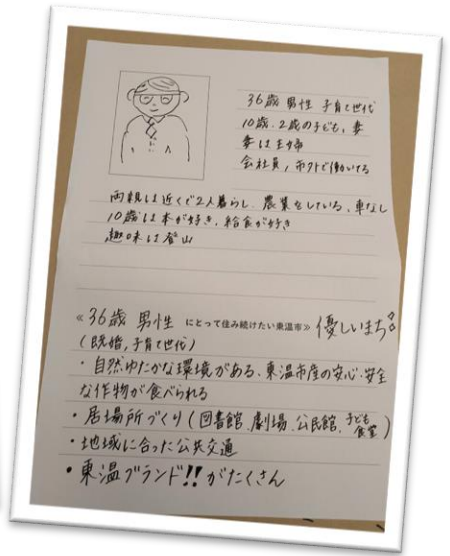 36歳 男性 子育て世代
10歳、2歳の子ども、妻
妻は主婦
会社員、市外で働いてる
両親は近くで2人暮らし、農業をしている、車なし
10歳は本が好き、給食が好き
趣味は登山
≪36歳 男性 にとって住み続けたい東温市≫ 優しいまち
(既婚、子育て世代)
・自然ゆたかな環境がある、東温市産の安心・安全
な作物が食べられる
・居場所づくり(図書館、劇場、公民館、子ども食堂)
・地域に合った公共交通
・東温ブランド!!がたくさん